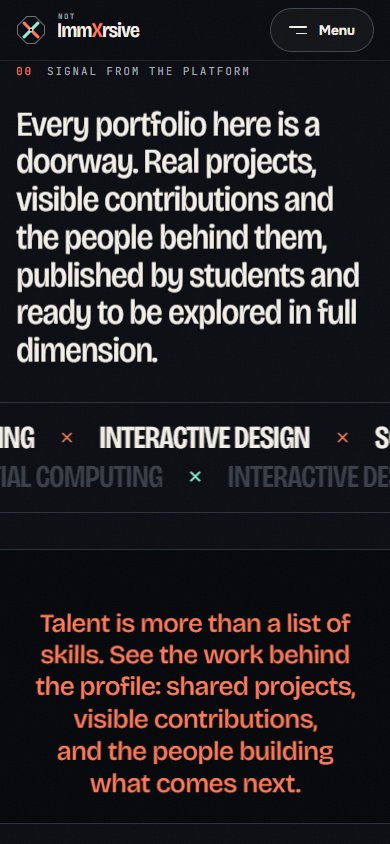 NOT
ImmXrsive
Menu
00 SIGNAL FROM THE PLATFORM
Every portfolio here is a
doorway. Real projects,
visible contributions and
the people behind them,
published by students and
ready to be explored in full
dimension.
ING × INTERACTIVE DESIGN × S
IAL COMPUTING × INTERACTIVE DES
Talent is more than a list of
skills. See the work behind
the profile: shared projects,
visible contributions,
and the people building
what comes next.